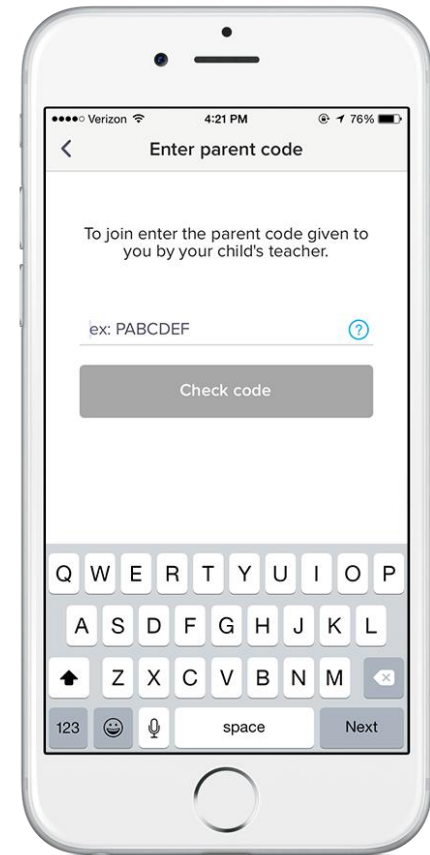 Verizon 4:21 PM 76%
< Enter parent code
To join enter the parent code given to
you by your child's teacher.
ex: PABCDEF ?
Check code
Q W E R T Y U I O P
A S D F G H J K L
Z X C V B N M
123 space Next